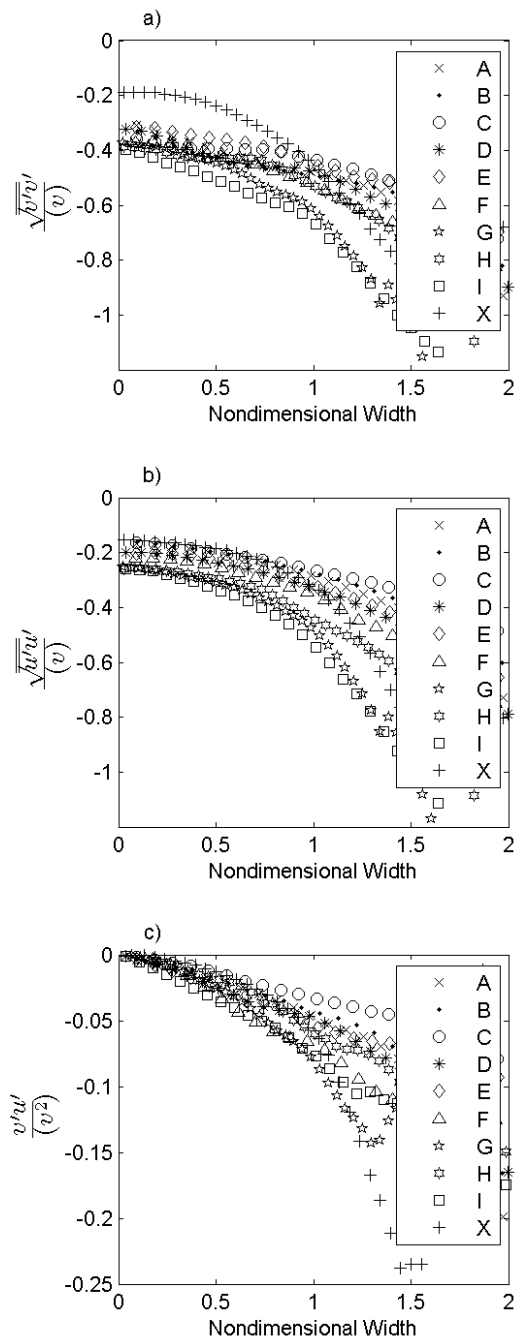 a)
0
-0.2
-0.4
-0.6
-0.8
-1
√v'v' / (v)
0 0.5 1 1.5 2
Nondimensional Width
A
B
C
D
E
F
G
H
I
X
b)
0
-0.2
-0.4
-0.6
-0.8
-1
√u'u' / (v)
0 0.5 1 1.5 2
Nondimensional Width
A
B
C
D
E
F
G
H
I
X
c)
0
-0.05
-0.1
-0.15
-0.2
-0.25
v'u' / (v²)
0 0.5 1 1.5 2
Nondimensional Width
A
B
C
D
E
F
G
H
I
X